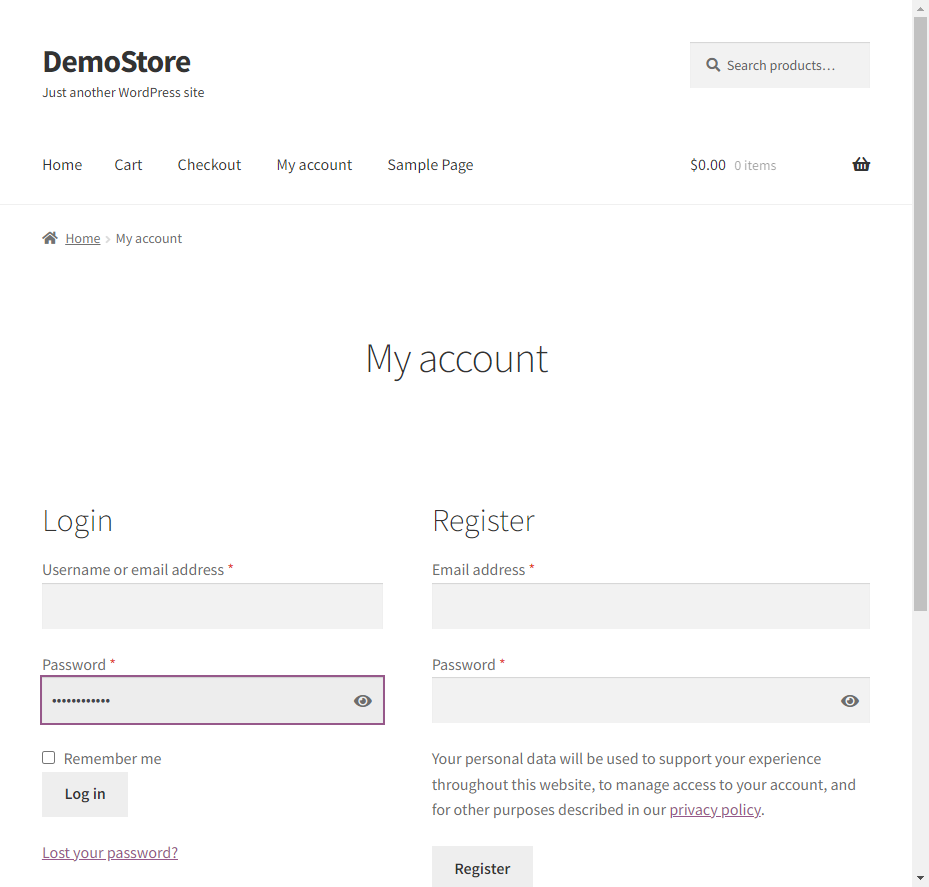 DemoStore
Just another WordPress site
Search products…
Home Cart Checkout My account Sample Page
$0.00 0 items
Home › My account
My account
Login
Username or email address *
Password *
••••••••••••
Remember me
Log in
Lost your password?
Register
Email address *
Password *
Your personal data will be used to support your experience
throughout this website, to manage access to your account, and
for other purposes described in our privacy policy.
Register